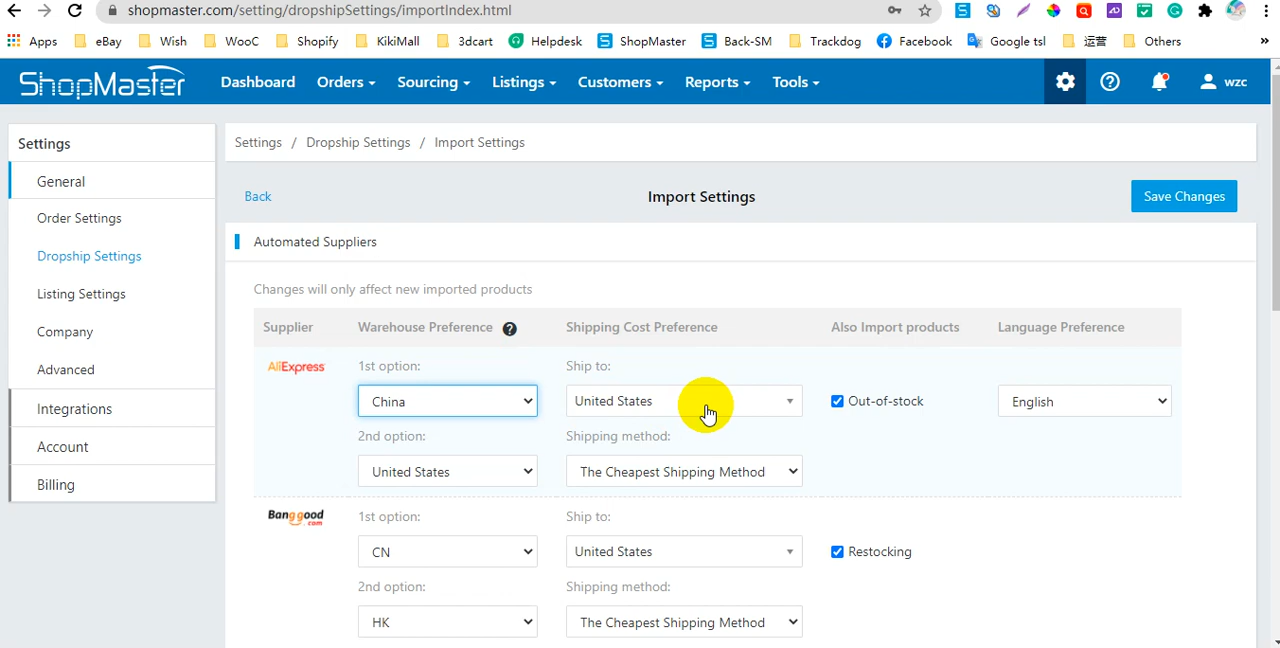 shopmaster.com/setting/dropshipSettings/importIndex.html
Apps eBay Wish WooC Shopify KikiMall 3dcart Helpdesk ShopMaster Back-SM Trackdog Facebook Google tsl 运营 Others »
ShopMaster Dashboard Orders Sourcing Listings Customers Reports Tools wzc
Settings
General
Order Settings
Dropship Settings
Listing Settings
Company
Advanced
Integrations
Account
Billing
Settings / Dropship Settings / Import Settings
Back Import Settings Save Changes
Automated Suppliers
Changes will only affect new imported products
Supplier Warehouse Preference ? Shipping Cost Preference Also Import products Language Preference
AliExpress 1st option: Ship to:
China United States Out-of-stock English
2nd option: Shipping method:
United States The Cheapest Shipping Method
Banggood.com 1st option: Ship to:
CN United States Restocking
2nd option: Shipping method:
HK The Cheapest Shipping Method